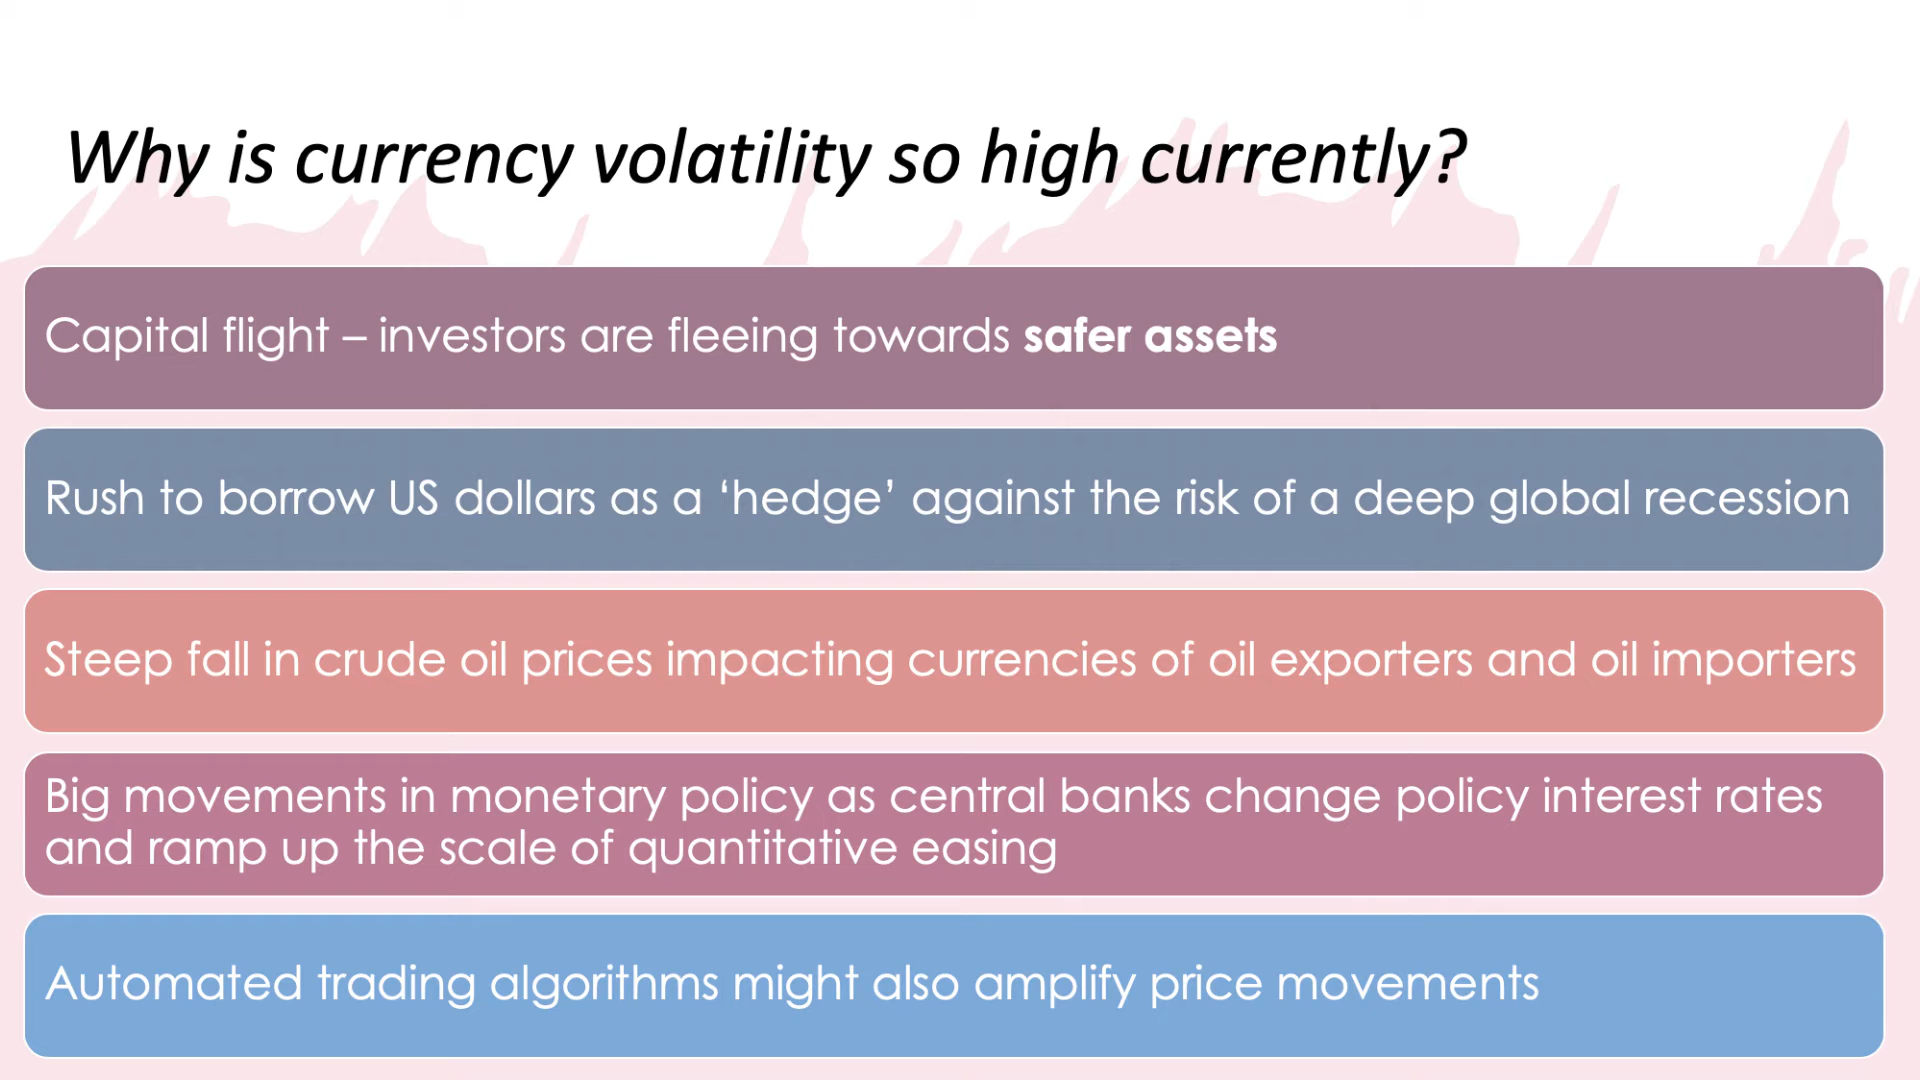 Why is currency volatility so high currently?
Capital flight – investors are fleeing towards safer assets
Rush to borrow US dollars as a ‘hedge’ against the risk of a deep global recession
Steep fall in crude oil prices impacting currencies of oil exporters and oil importers
Big movements in monetary policy as central banks change policy interest rates
and ramp up the scale of quantitative easing
Automated trading algorithms might also amplify price movements